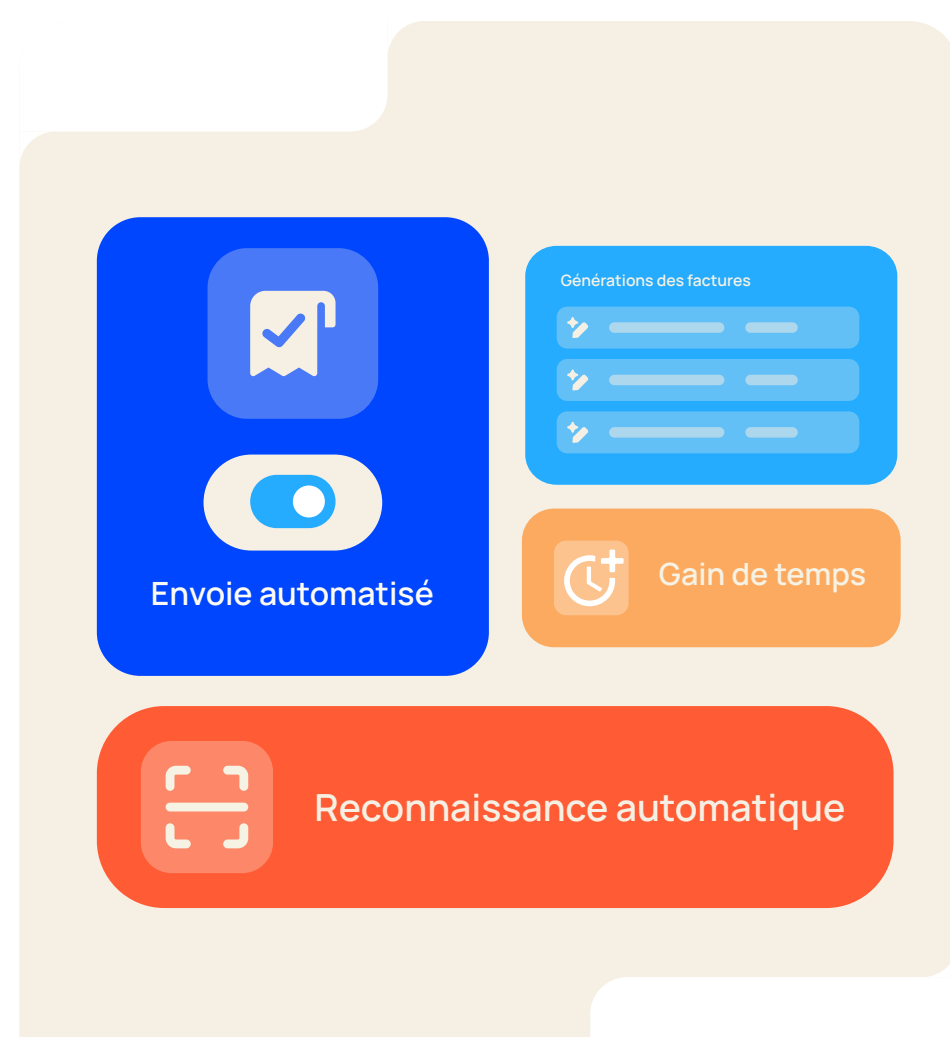 Générations des factures
Envoie automatisé
Gain de temps
Reconnaissance automatique